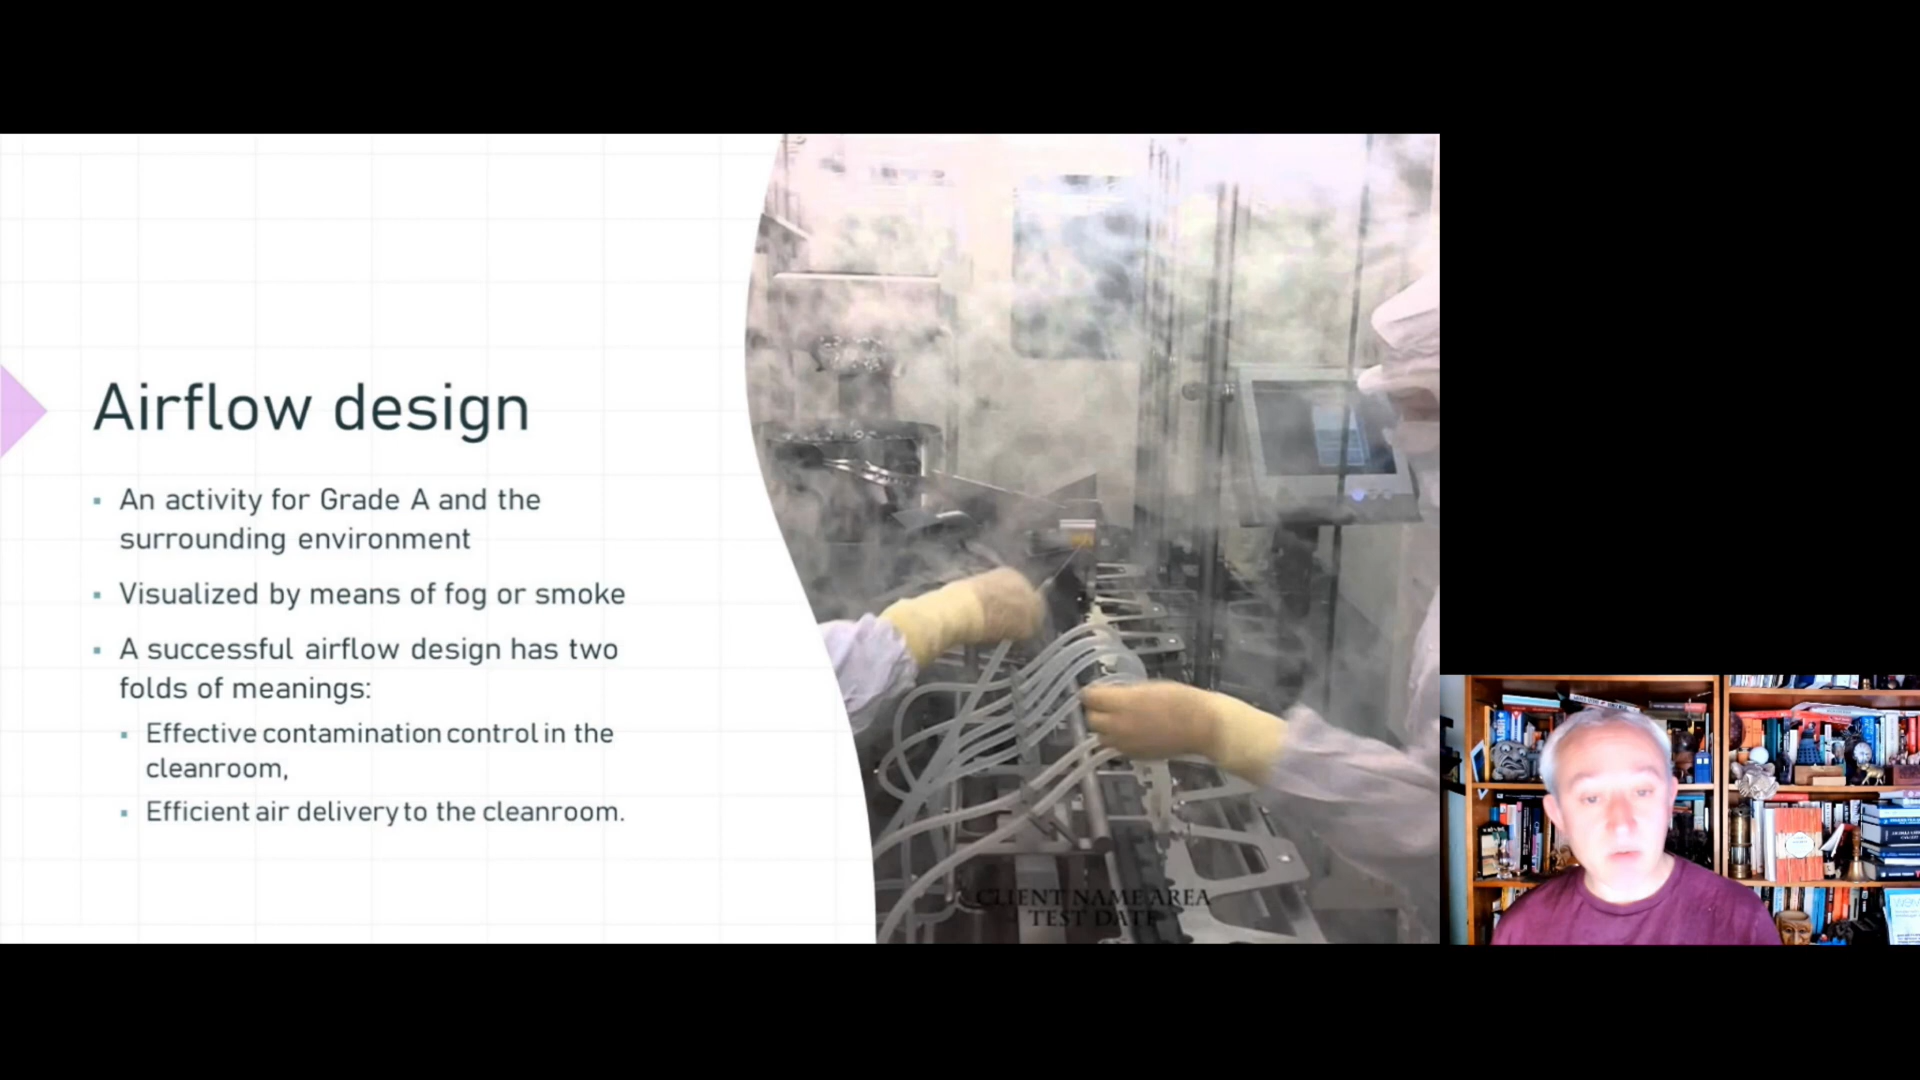 Airflow design
▪ An activity for Grade A and the
surrounding environment
▪ Visualized by means of fog or smoke
▪ A successful airflow design has two
folds of meanings:
▪ Effective contamination control in the
cleanroom,
▪ Efficient air delivery to the cleanroom.
CLIENT NAME AREA
TEST DATE